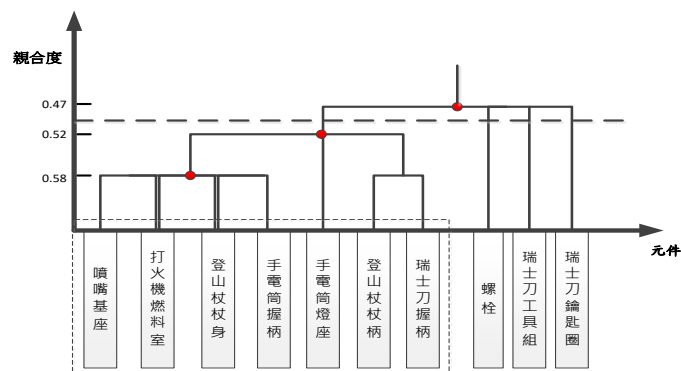 親合度
0.47
0.52
0.58
元件
噴嘴基座
打火機燃料室
登山杖杖身
手電筒握柄
手電筒燈座
登山杖杖柄
瑞士刀握柄
螺栓
瑞士刀工具組
瑞士刀鑰匙圈